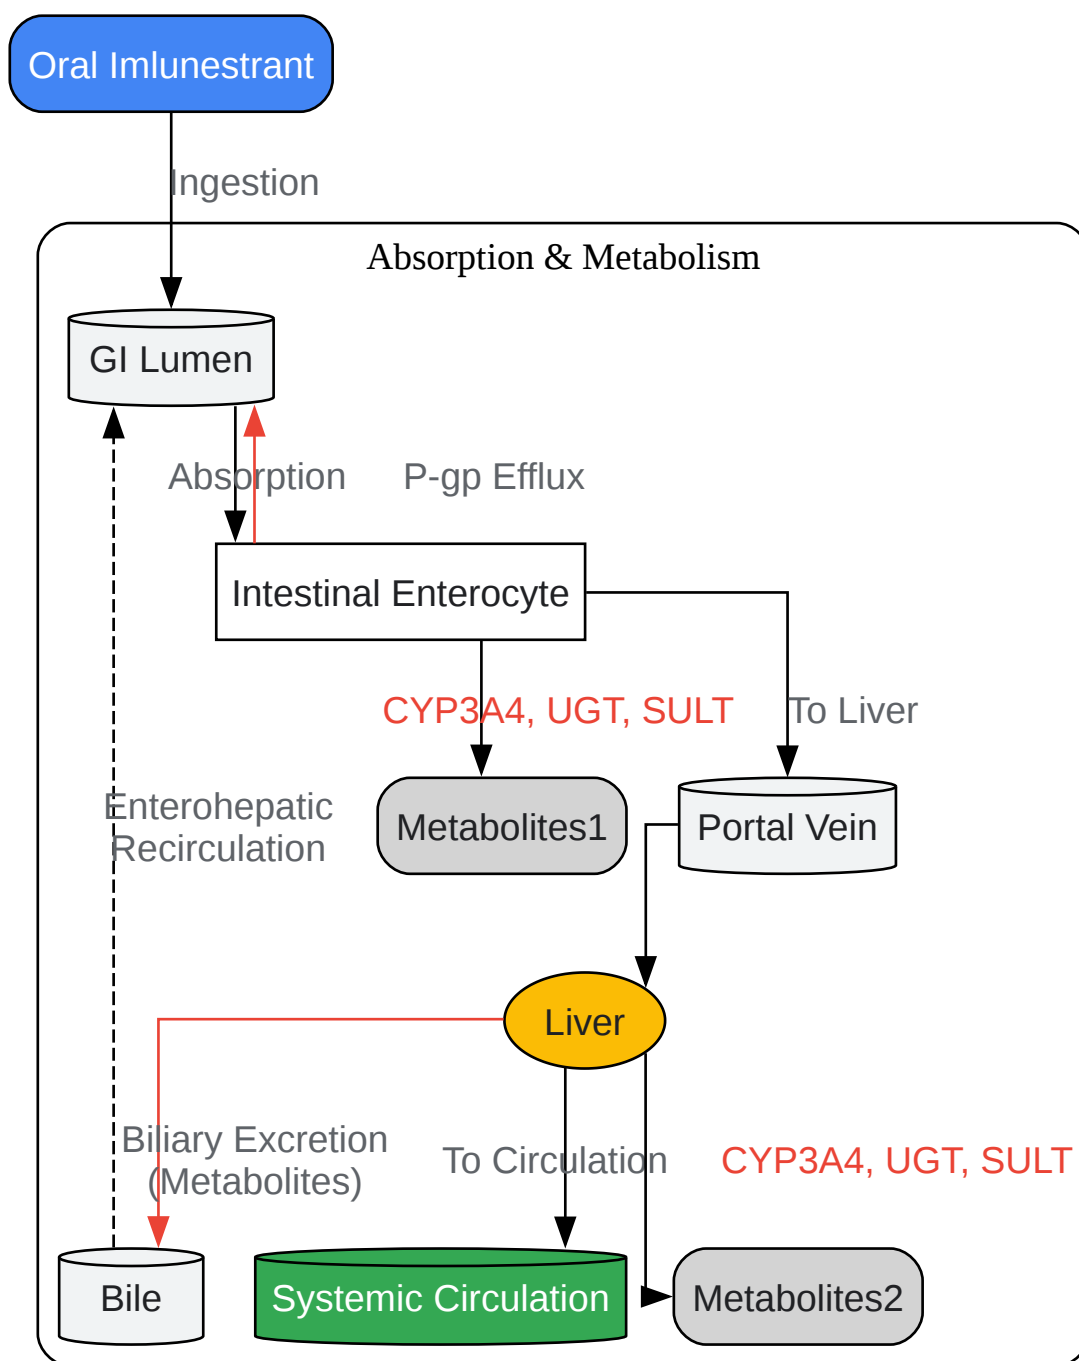 Oral Imlunestrant
Ingestion
Absorption & Metabolism
GI Lumen
Absorption
P-gp Efflux
Intestinal Enterocyte
CYP3A4, UGT, SULT
To Liver
Enterohepatic
Recirculation
Metabolites1
Portal Vein
Liver
Biliary Excretion
(Metabolites)
To Circulation
CYP3A4, UGT, SULT
Bile
Systemic Circulation
Metabolites2